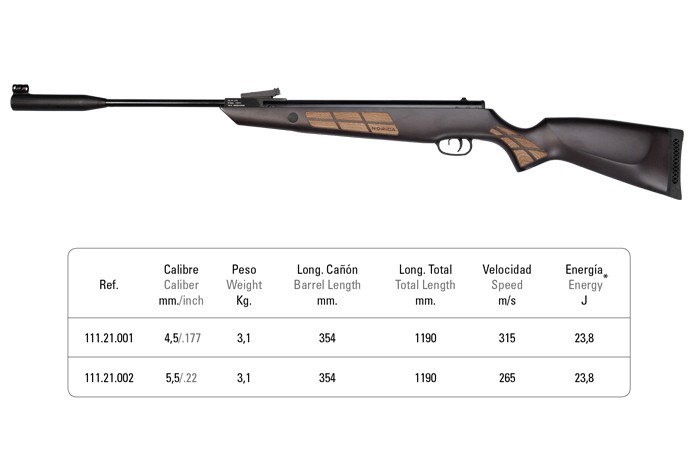 NORICA
Ref.
Calibre
Caliber
mm./inch
Peso
Weight
Kg.
Long. Cañón
Barrel Length
mm.
Long. Total
Total Length
mm.
Velocidad
Speed
m/s
Energía*
Energy
J
111.21.001 4,5/.177 3,1 354 1190 315 23,8
111.21.002 5,5/.22 3,1 354 1190 265 23,8